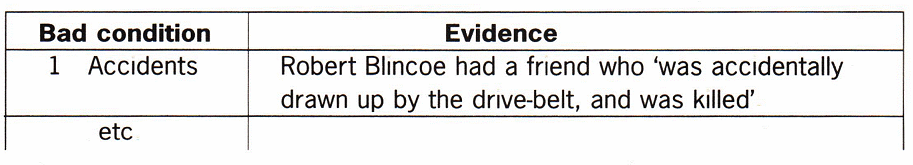 Bad condition Evidence
1 Accidents Robert Blincoe had a friend who ‘was accidentally
drawn up by the drive-belt, and was killed’
etc